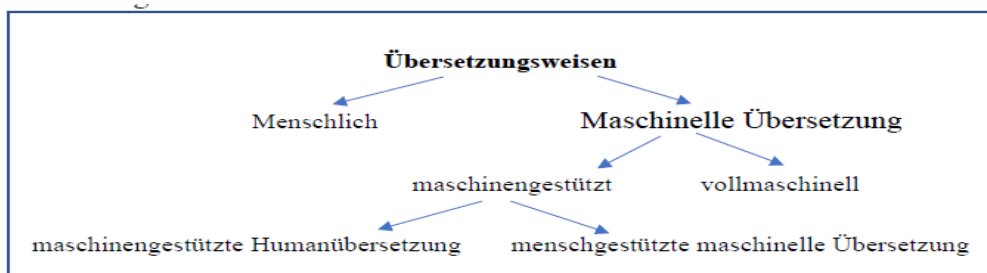 Übersetzungsweisen
Menschlich
Maschinelle Übersetzung
maschinengestützt
vollmaschinell
maschinengestützte Humanübersetzung
menschgestützte maschinelle Übersetzung